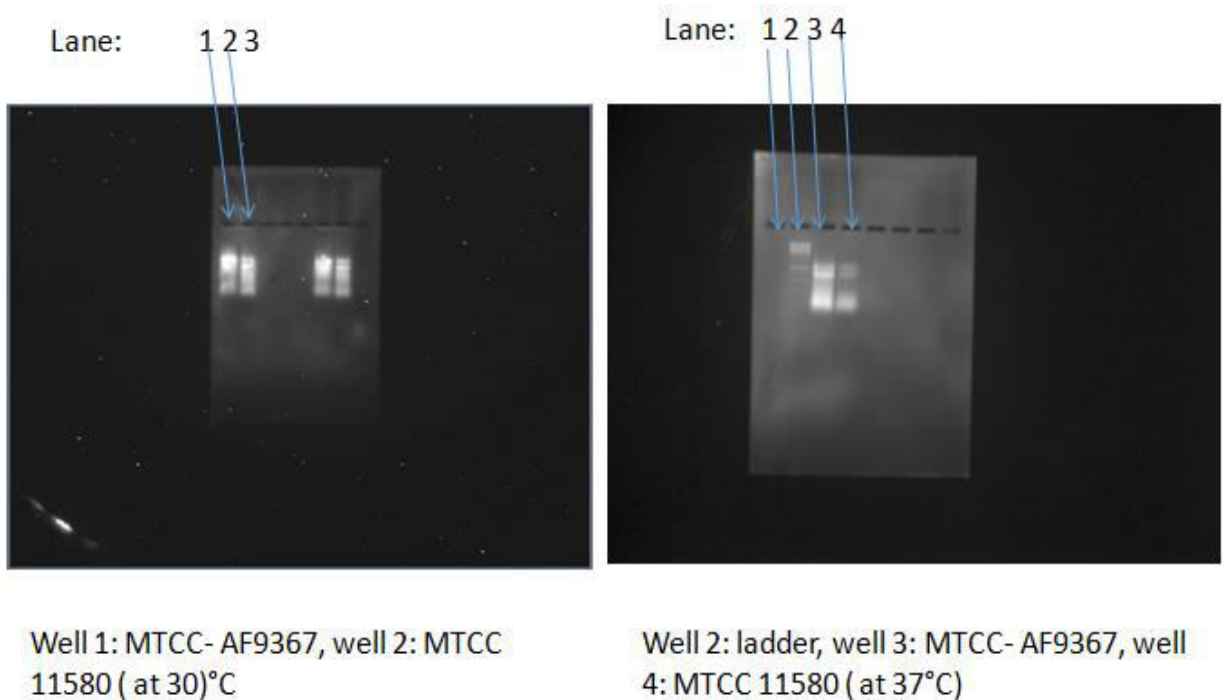 Lane: 1 2 3
Lane: 1 2 3 4
Well 1: MTCC- AF9367, well 2: MTCC
11580 ( at 30)°C
Well 2: ladder, well 3: MTCC- AF9367, well
4: MTCC 11580 ( at 37°C)